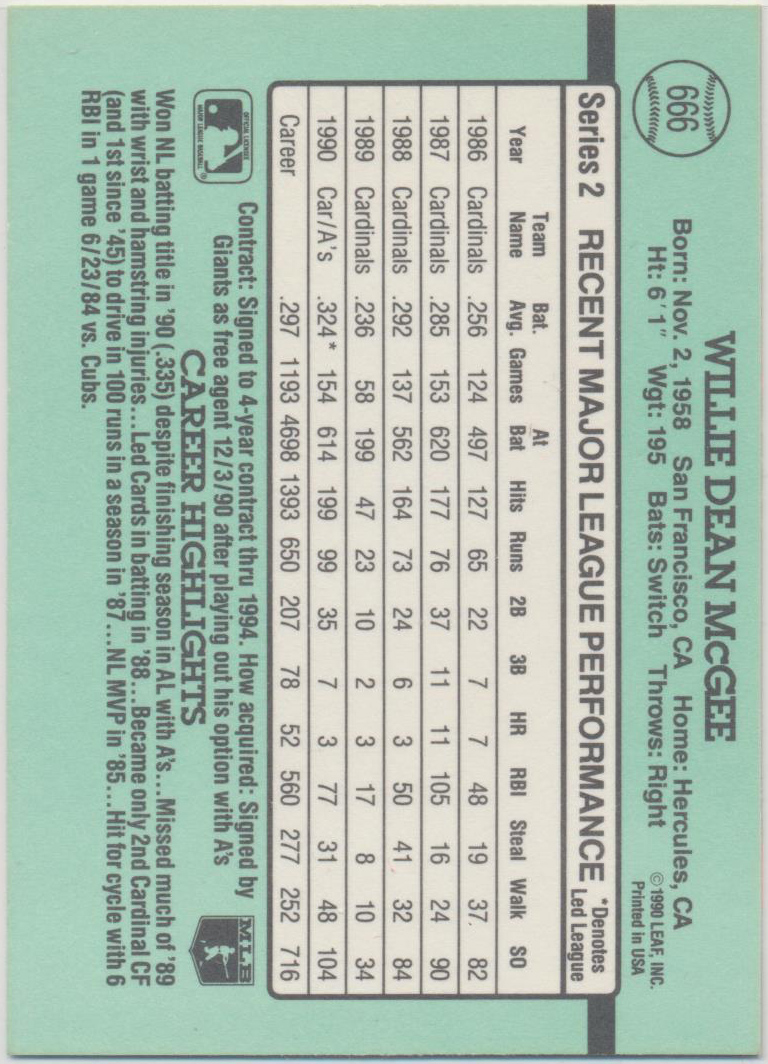 666
WILLIE DEAN McGEE
Born: Nov. 2, 1958 San Francisco, CA Home: Hercules, CA
Ht: 6'1" Wgt: 195 Bats: Switch Throws: Right
© 1990 LEAF, INC.
Printed in USA
Series 2 RECENT MAJOR LEAGUE PERFORMANCE *Denotes Led League
Year Team Name Bat. Avg. Games At Bat Hits Runs 2B 3B HR RBI Steal Walk SO
1986 Cardinals .256 124 497 127 65 22 7 7 48 19 37. 82
1987 Cardinals .285 153 620 177 76 37 11 11 105 16 24 90
1988 Cardinals .292 137 562 164 73 24 6 3 50 41 32 84
1989 Cardinals .236 58 199 47 23 10 2 3 17 8 10 34
1990 Car/A's .324* 154 614 199 99 35 7 3 77 31 48 104
Career .297 1193 4698 1393 650 207 78 52 560 277 252 716
OFFICIAL LICENSEE
MAJOR LEAGUE BASEBALL ®
Contract: Signed to 4-year contract thru 1994. How acquired: Signed by
Giants as free agent 12/3/90 after playing out his option with A's
MLB
CAREER HIGHLIGHTS
Won NL batting title in '90 (.335) despite finishing season in AL with A's...Missed much of '89
with wrist and hamstring injuries...Led Cards in batting in '88...Became only 2nd Cardinal CF
(and 1st since '45) to drive in 100 runs in a season in '87...NL MVP in '85...Hit for cycle with 6
RBI in 1 game 6/23/84 vs. Cubs.